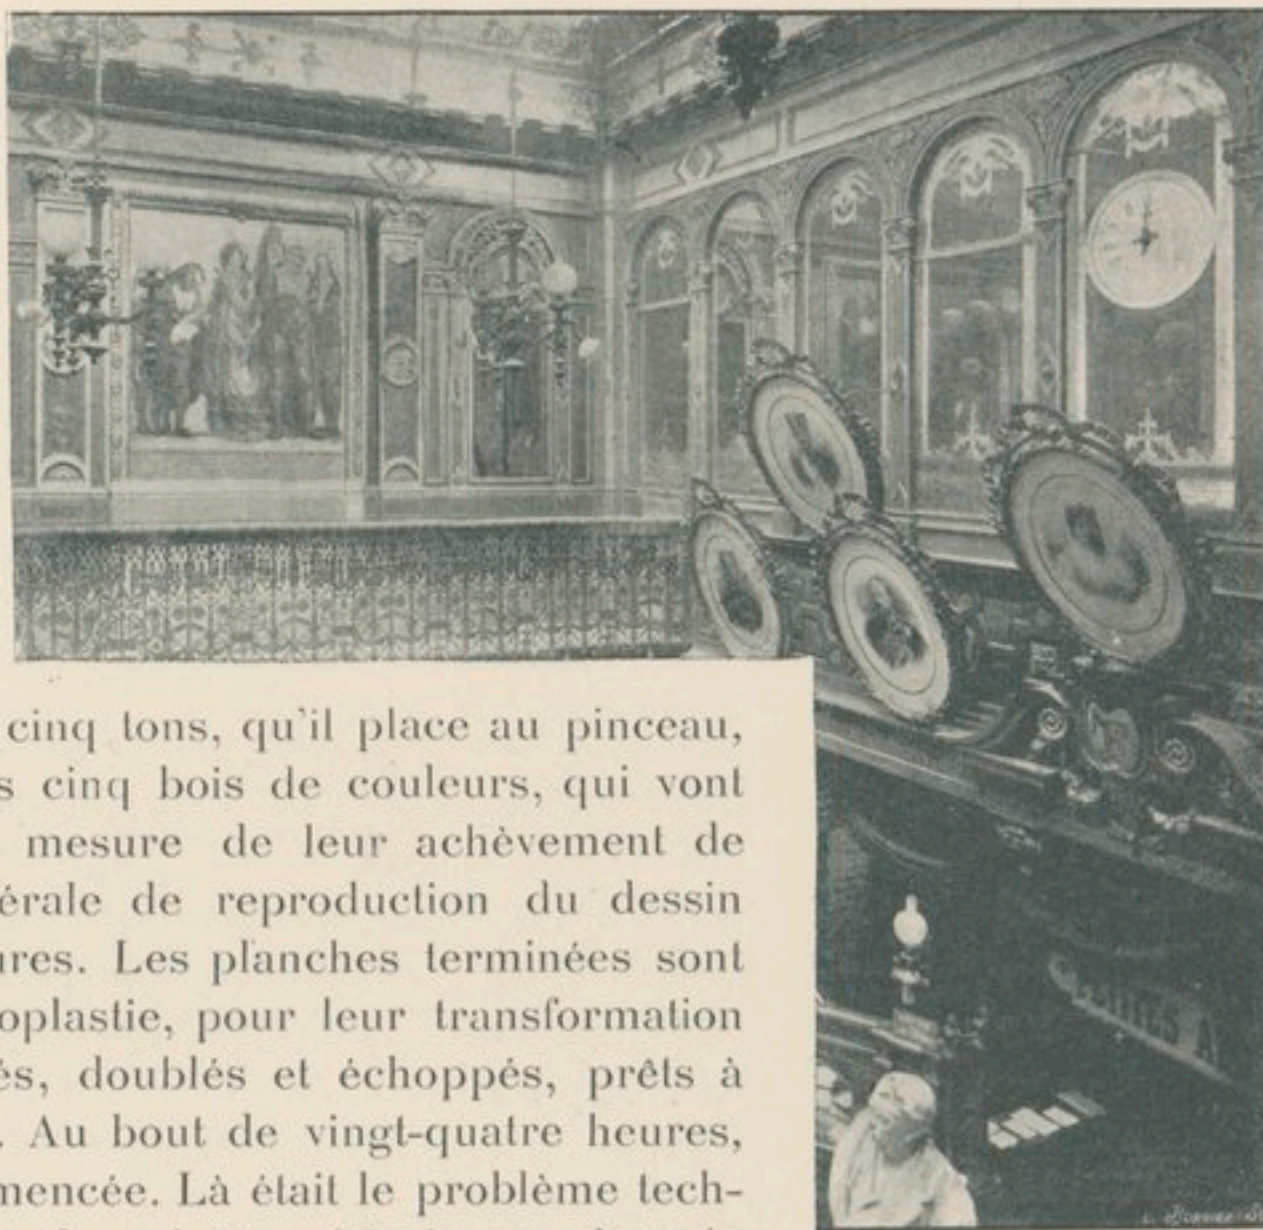 cinq tons, qu'il place au pinceau,
s cinq bois de couleurs, qui vont
mesure de leur achèvement de
érale de reproduction du dessin
ures. Les planches terminées sont
oplastie, pour leur transformation
és, doublés et échoppés, prêts à
. Au bout de vingt-quatre heures,
mencée. Là était le problème tech-